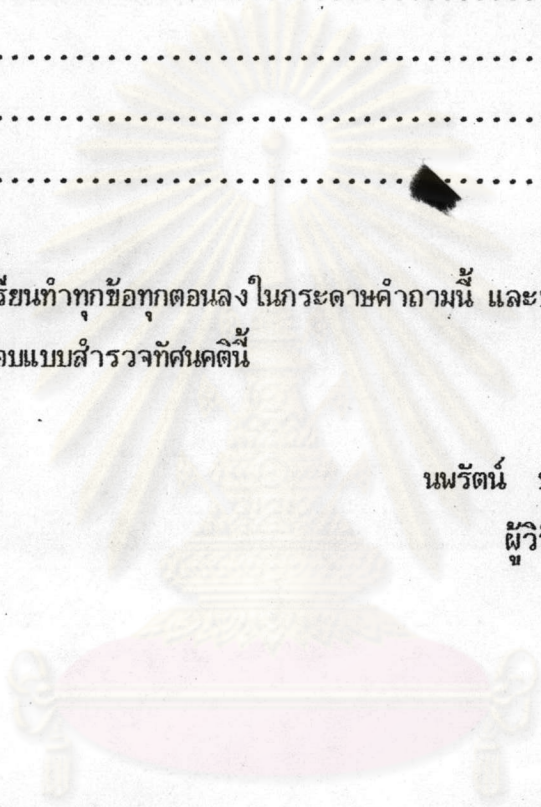 เรียนทำทุกข้อทุกตอนลงในกระดาษคำถามนี้ และ
บแบบสำรวจทัศนคตินี้
นพรัตน์
ผู้วิ